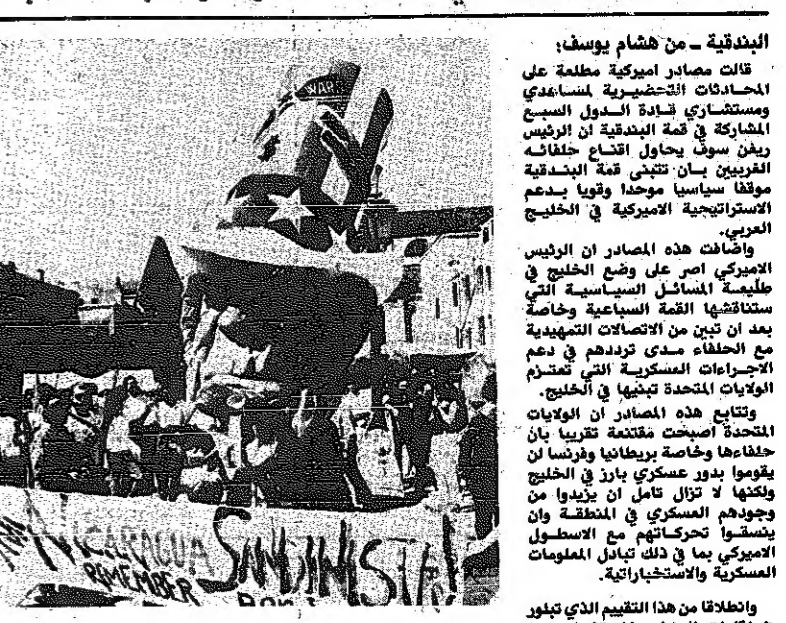 البندقية ــ من هشام يوسف:
قالت مصادر اميركية مطلعة على
المحادثات التحضيرية لمساعدي
ومستشاري قادة الدول السبع
المشاركة في قمة البندقية ان الرئيس
ريغن سوف يحاول اقناع حلفائه
الغربيين بان تتبنى قمة البندقية
موقفا سياسيا موحدا وقويا بدعم
الاستراتيجية الاميركية في الخليج
العربي.
واضافت هذه المصادر ان الرئيس
الاميركي اصر على وضع الخليج في
طليعة المسائل السياسية التي
ستناقشها القمة السباعية وخاصة
بعد ان تبين من الاتصالات التمهيدية
مع الحلفاء مدى ترددهم في دعم
الاجراءات العسكرية التي تعتزم
الولايات المتحدة تبنيها في الخليج.
وتتابع هذه المصادر ان الولايات
المتحدة اصبحت مقتنعة تقريبا بان
حلفاءها وخاصة بريطانيا وفرنسا لن
يقوموا بدور عسكري بارز في الخليج
ولكنها لا تزال تامل ان يزيدوا من
وجودهم العسكري في المنطقة وان
ينسقوا تحركاتهم مع الاسطول
الاميركي بما في ذلك تبادل المعلومات
العسكرية والاستخباراتية.
وانطلاقا من هذا التقييم الذي تبلور
WAR
NICARAGUA SANDINISTA
REMEMBER